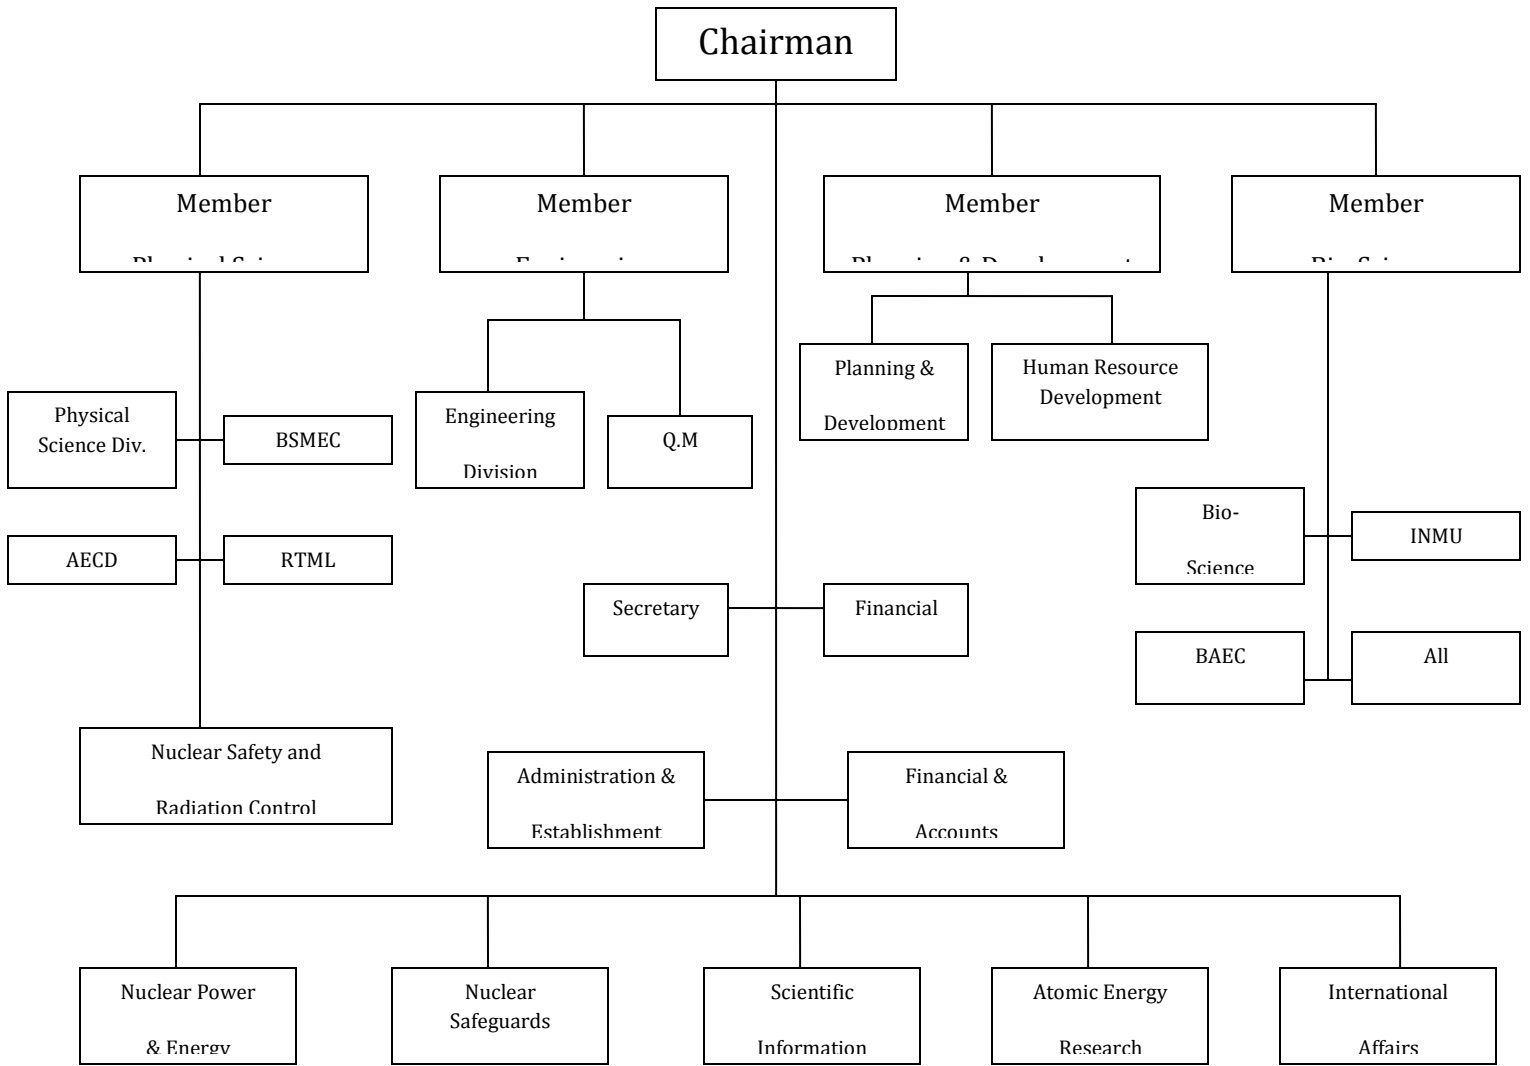 Chairman
Member
Member
Member
Member
Planning & Development
Planning &
Development
Human Resource
Development
Physical
Science Div.
BSMEC
Engineering
Division
Q.M
Bio-
Science
INMU
AECD
RTML
Secretary
Financial
BAEC
All
Nuclear Safety and
Radiation Control
Administration &
Establishment
Financial &
Accounts
Nuclear Power
& Energy
Nuclear
Safeguards
Scientific
Information
Atomic Energy
Research
International
Affairs